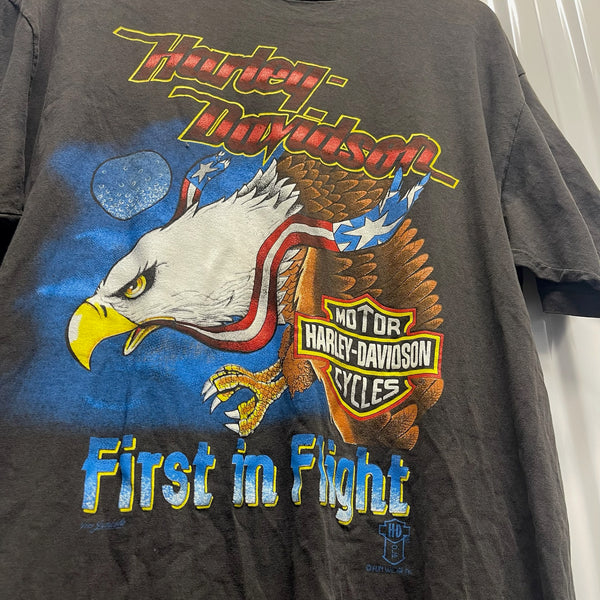 Harley-
Davidson
MOTOR
HARLEY-DAVIDSON
CYCLES
First in Flight
H-D